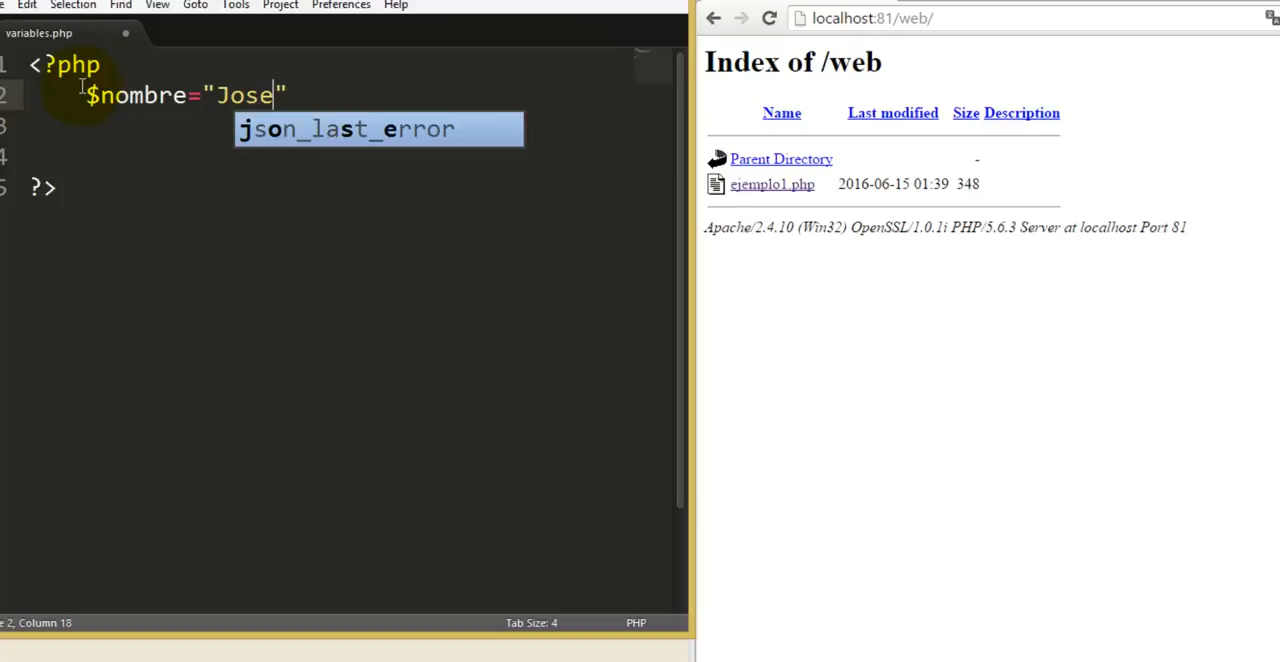 Edit Selection Find View Goto Tools Project Preferences Help
variables.php
1 <?php
2 $nombre="Jose"
json_last_error
3
4
5 ?>
2, Column 18 Tab Size: 4 PHP
localhost:81/web/
Index of /web
Name Last modified Size Description
Parent Directory -
ejemplo1.php 2016-06-15 01:39 348
Apache/2.4.10 (Win32) OpenSSL/1.0.1i PHP/5.6.3 Server at localhost Port 81